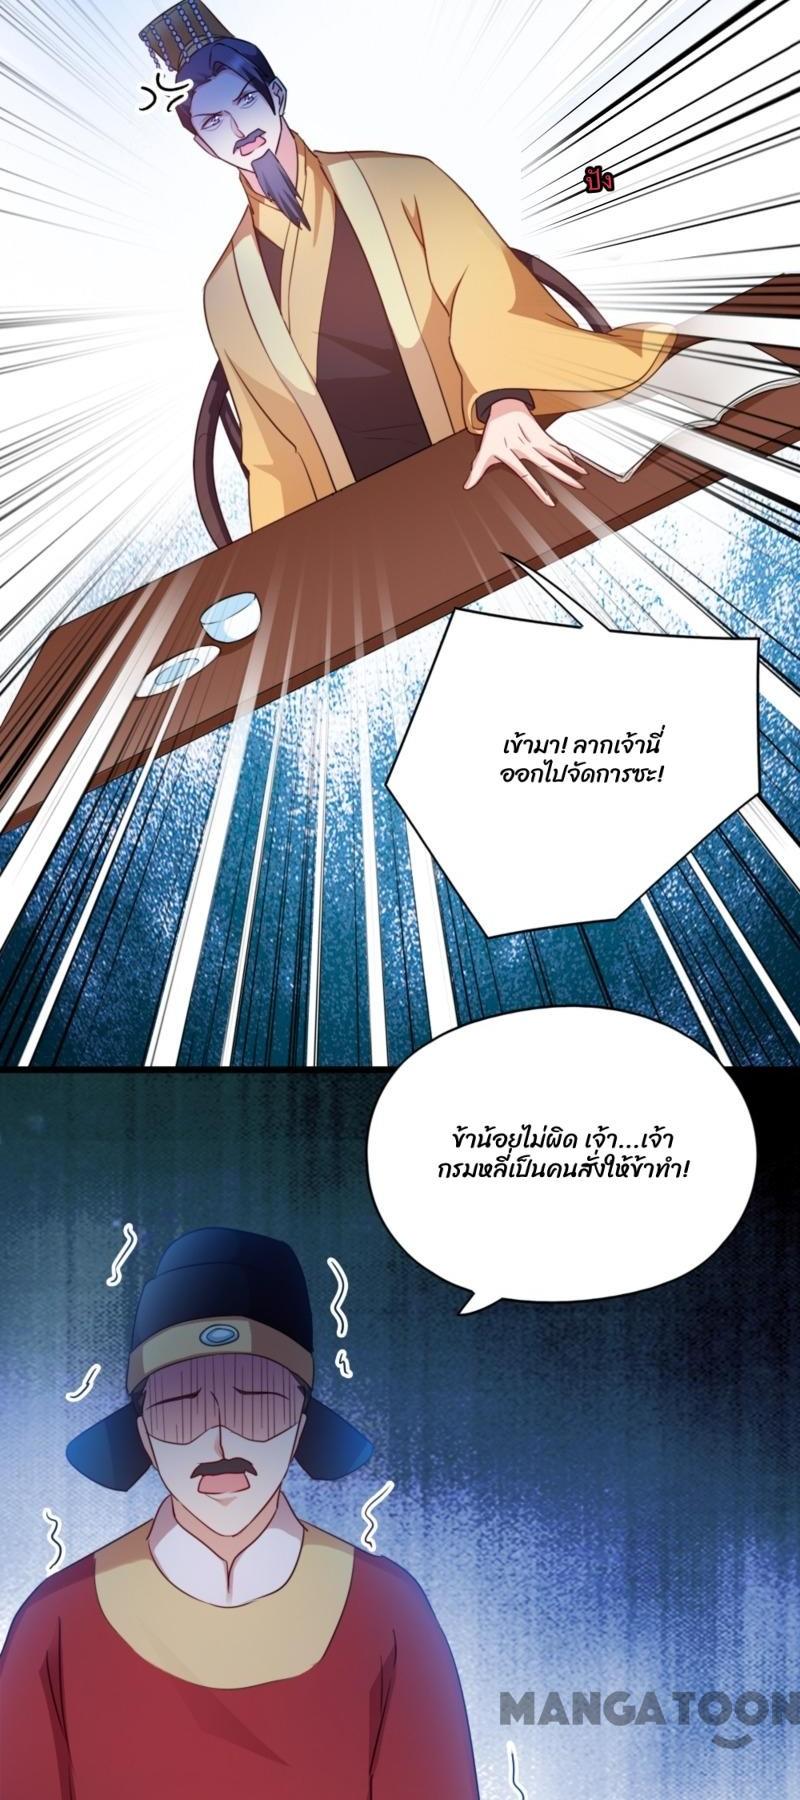 ปัง
เข้ามา! ลากเจ้านี่
ออกไปจัดการซะ!
ข้าน้อยไม่ผิด เจ้า...เจ้า
กรมหลี่เป็นคนสั่งให้ข้าทำ!
MANGATOON